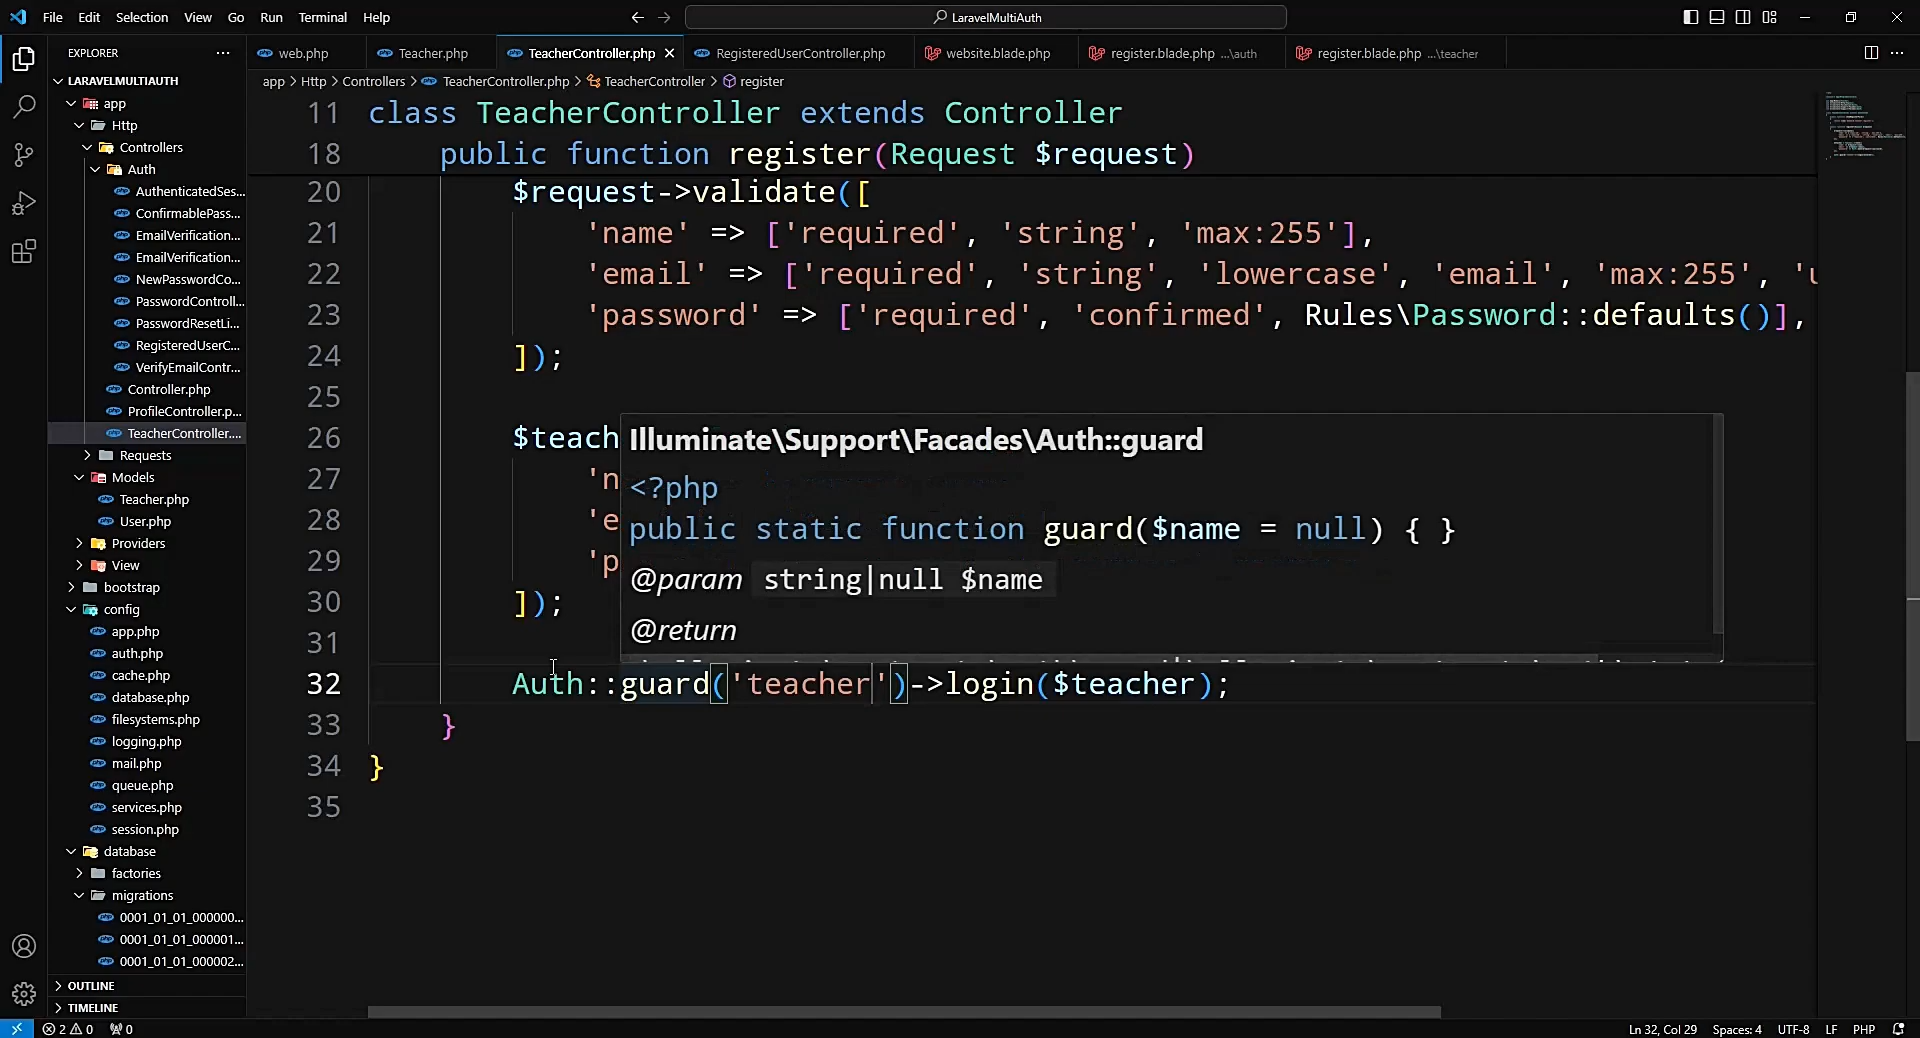 File Edit Selection View Go Run Terminal Help
LaravelMultiAuth
EXPLORER
web.php
Teacher.php
TeacherController.php
RegisteredUserController.php
website.blade.php
register.blade.php ...\auth
register.blade.php ...\teacher
LARAVELMULTIAUTH
app > Http > Controllers > TeacherController.php > TeacherController > register
app
Http
Controllers
Auth
AuthenticatedSes...
ConfirmablePass...
EmailVerification...
EmailVerification...
NewPasswordCo...
PasswordControll...
PasswordResetLi...
RegisteredUserC...
VerifyEmailContr...
Controller.php
ProfileController.p...
TeacherController....
Requests
Models
Teacher.php
User.php
Providers
View
bootstrap
config
app.php
auth.php
cache.php
database.php
filesystems.php
logging.php
mail.php
queue.php
services.php
session.php
database
factories
migrations
0001_01_01_000000...
0001_01_01_000001...
0001_01_01_000002...
OUTLINE
TIMELINE
11 class TeacherController extends Controller
18 public function register(Request $request)
20 $request->validate([
21 'name' => ['required', 'string', 'max:255'],
22 'email' => ['required', 'string', 'lowercase', 'email', 'max:255', 'u
23 'password' => ['required', 'confirmed', Rules\Password::defaults()],
24 ]);
25
26 $teach
27 'n
28 'e
29 'p
30 ]);
31
Illuminate\Support\Facades\Auth::guard
<?php
public static function guard($name = null) { }
@param string|null $name
@return
32 Auth::guard('teacher')->login($teacher);
33 }
34 }
35
2 0 0
Ln 32, Col 29 Spaces: 4 UTF-8 LF PHP